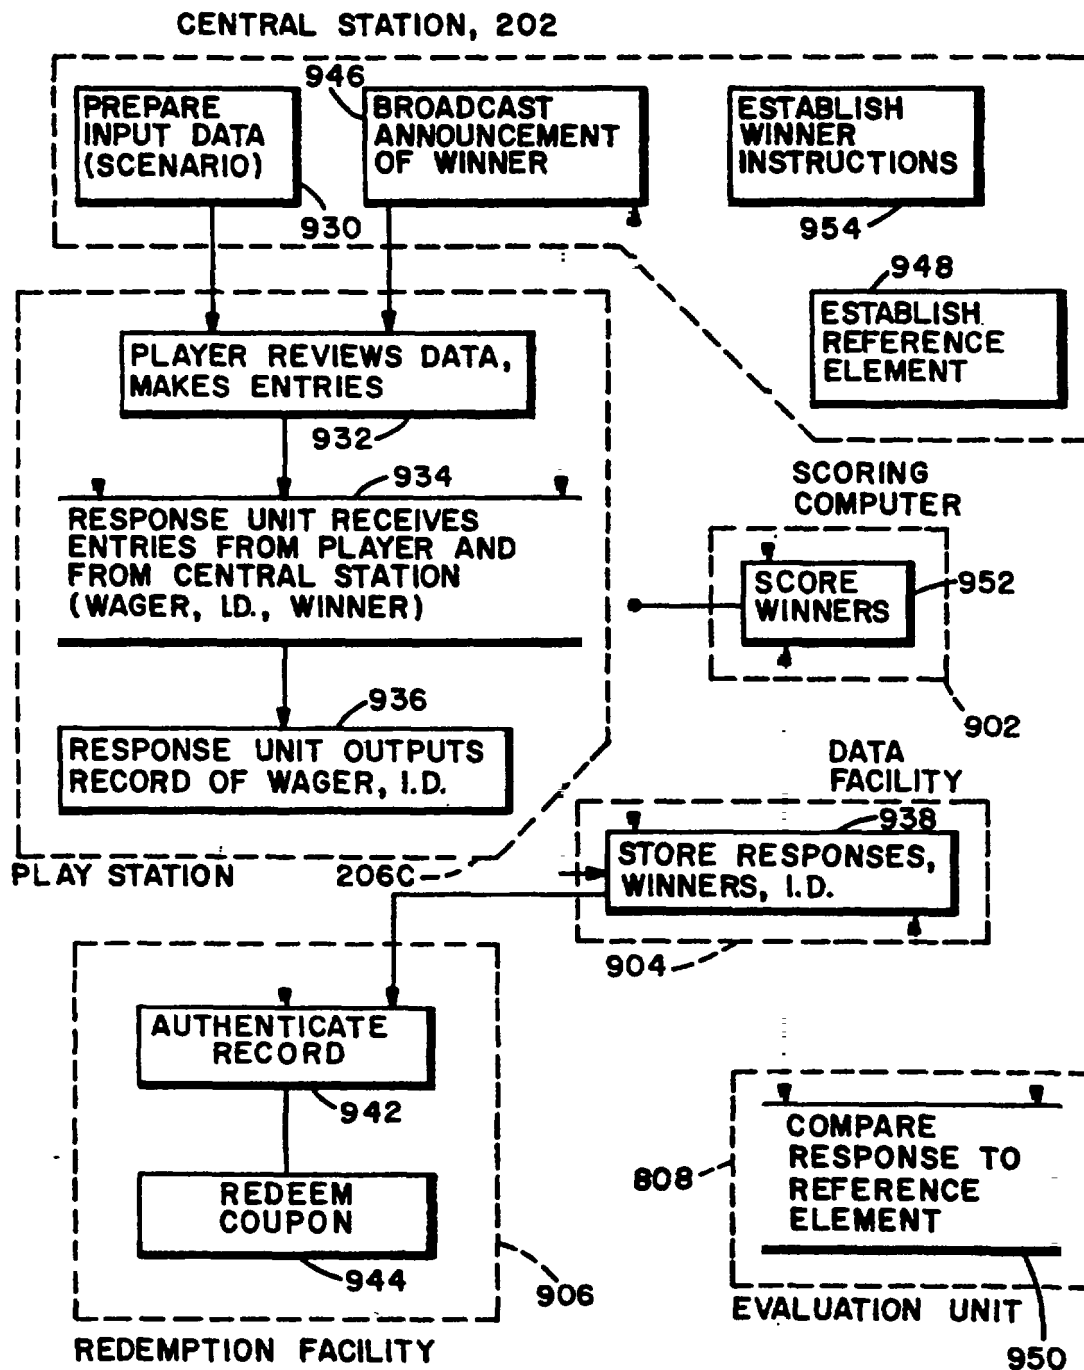 CENTRAL STATION, 202
PREPARE
INPUT DATA
(SCENARIO)
930
946
BROADCAST
ANNOUNCEMENT
OF WINNER
ESTABLISH
WINNER
INSTRUCTIONS
954
948
ESTABLISH
REFERENCE
ELEMENT
PLAYER REVIEWS DATA,
MAKES ENTRIES
932
934
RESPONSE UNIT RECEIVES
ENTRIES FROM PLAYER AND
FROM CENTRAL STATION
(WAGER, I.D., WINNER)
936
RESPONSE UNIT OUTPUTS
RECORD OF WAGER, I.D.
PLAY STATION
206C
SCORING
COMPUTER
SCORE
WINNERS
952
902
DATA
FACILITY
938
STORE RESPONSES,
WINNERS, I.D.
904
AUTHENTICATE
RECORD
942
REDEEM
COUPON
944
906
REDEMPTION FACILITY
808
COMPARE
RESPONSE TO
REFERENCE
ELEMENT
EVALUATION UNIT
950